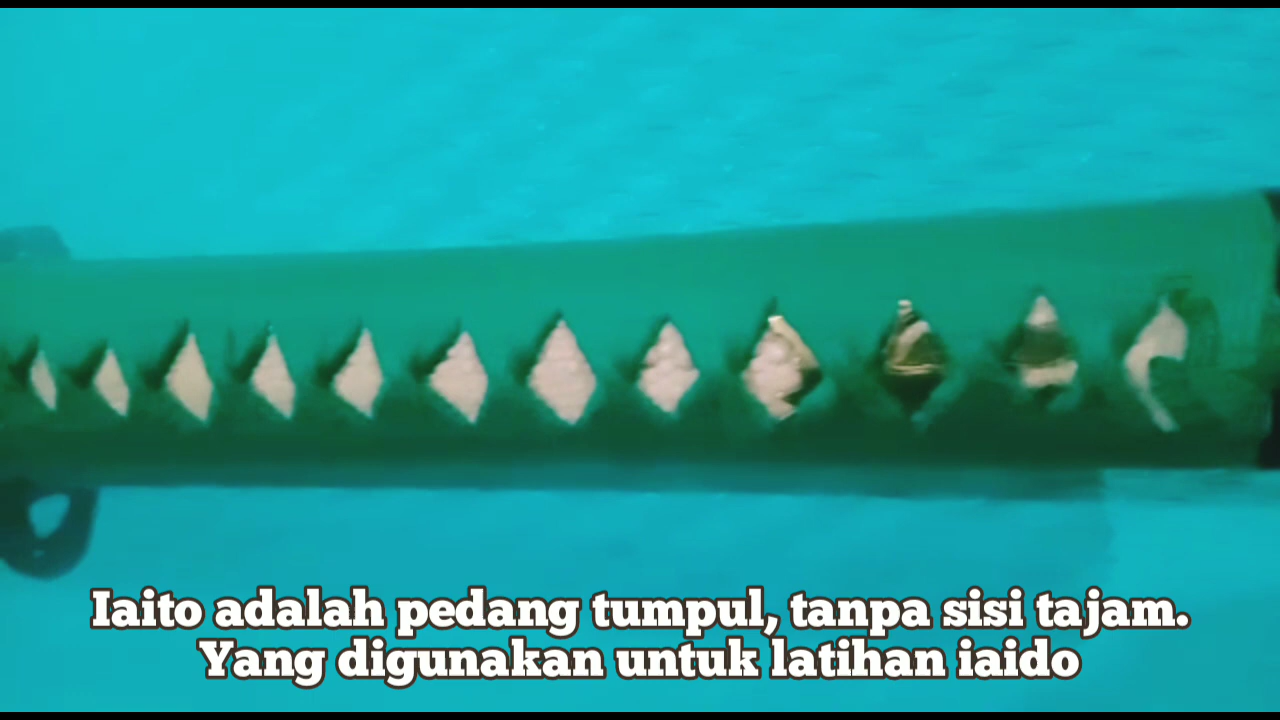 Iaito adalah pedang tumpul, tanpa sisi tajam.
Yang digunakan untuk latihan iaido